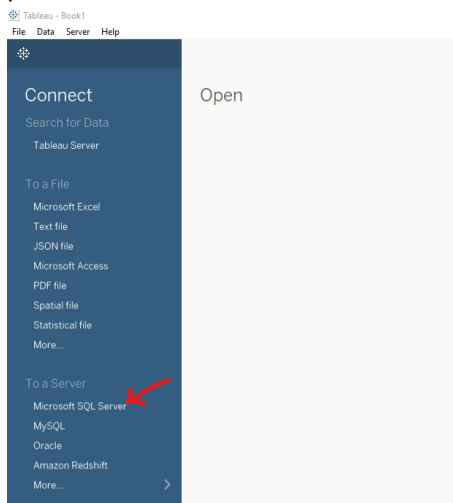 Tableau - Book1
File Data Server Help
Connect
Open
Search for Data
Tableau Server
To a File
Microsoft Excel
Text file
JSON file
Microsoft Access
PDF file
Spatial file
Statistical file
More...
To a Server
Microsoft SQL Server
MySQL
Oracle
Amazon Redshift
More...